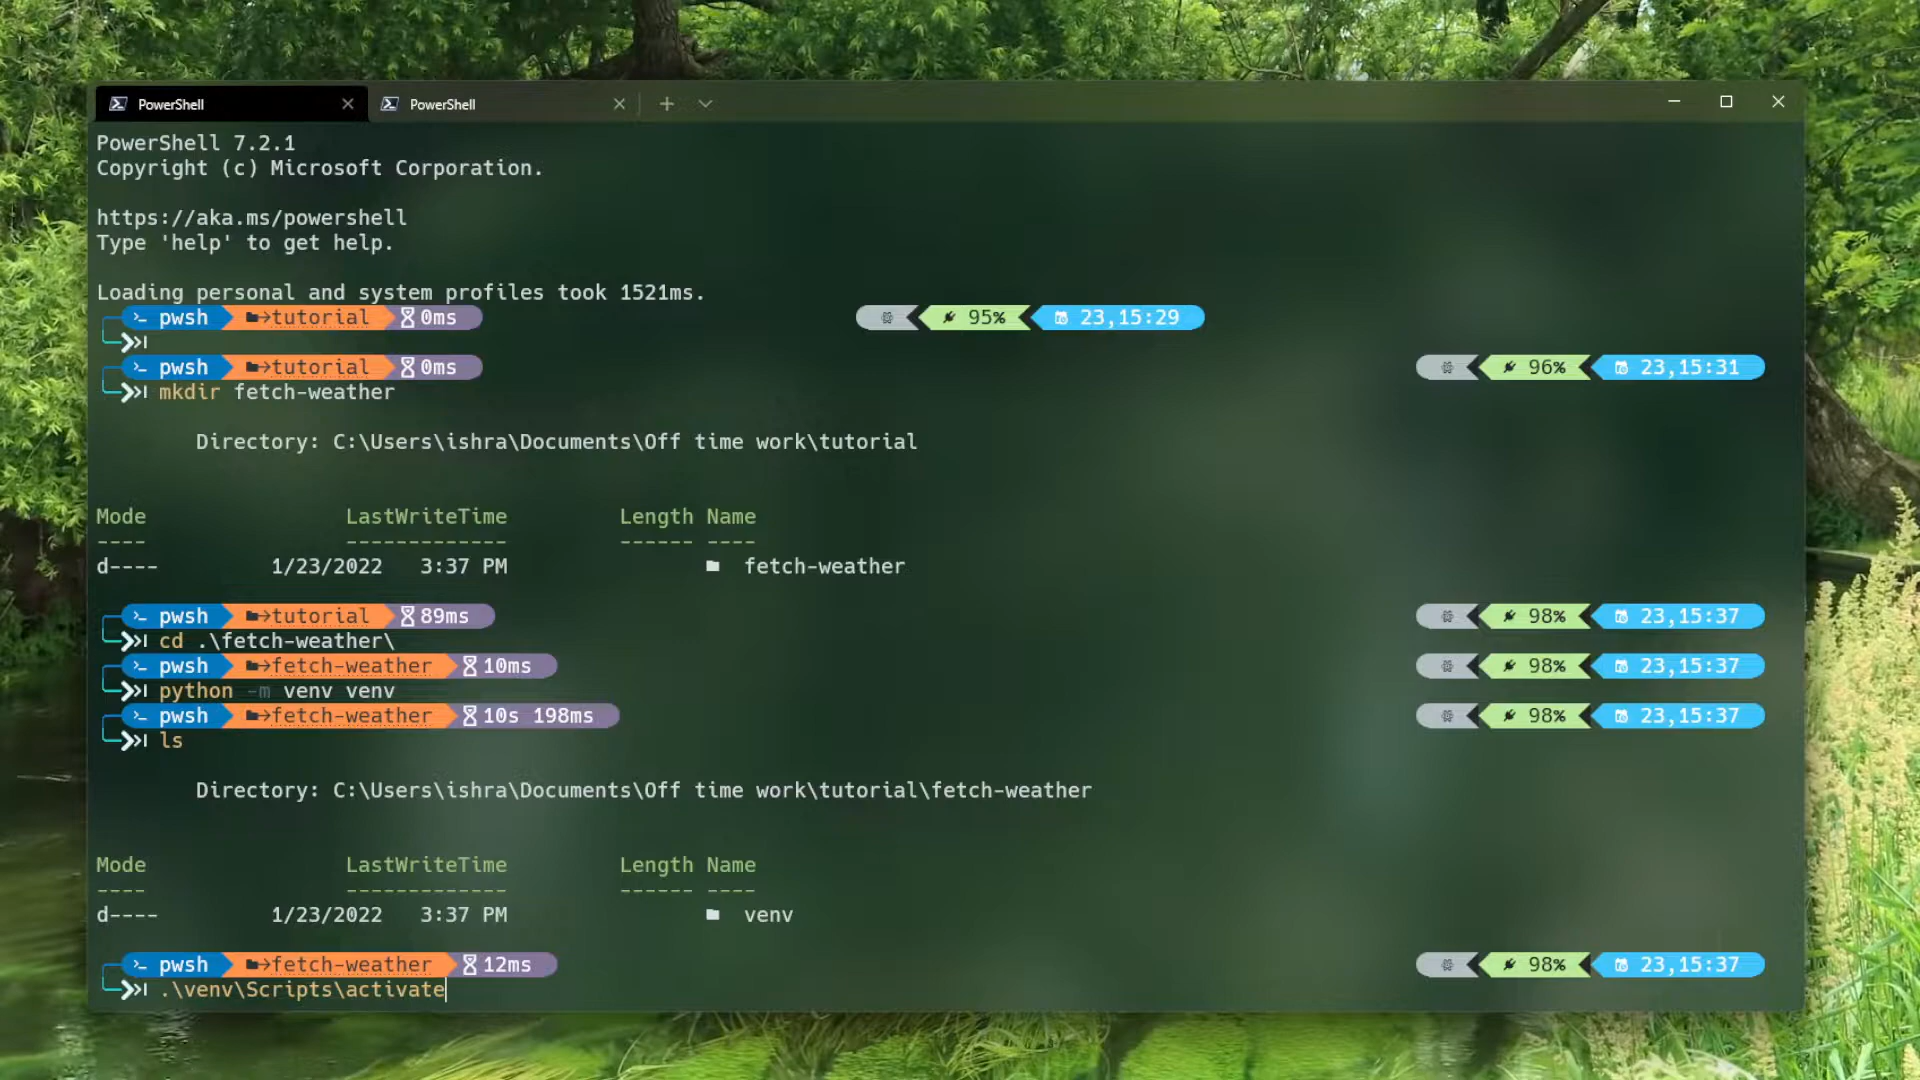 PowerShell PowerShell
PowerShell 7.2.1
Copyright (c) Microsoft Corporation.
https://aka.ms/powershell
Type 'help' to get help.
Loading personal and system profiles took 1521ms.
pwsh tutorial 0ms 95% 23,15:29
pwsh tutorial 0ms 96% 23,15:31
mkdir fetch-weather
Directory: C:\Users\ishra\Documents\Off time work\tutorial
Mode LastWriteTime Length Name
---- ------------- ------ ----
d---- 1/23/2022 3:37 PM fetch-weather
pwsh tutorial 89ms 98% 23,15:37
cd .\fetch-weather\
pwsh fetch-weather 10ms 98% 23,15:37
python -m venv venv
pwsh fetch-weather 10s 198ms 98% 23,15:37
ls
Directory: C:\Users\ishra\Documents\Off time work\tutorial\fetch-weather
Mode LastWriteTime Length Name
---- ------------- ------ ----
d---- 1/23/2022 3:37 PM venv
pwsh fetch-weather 12ms 98% 23,15:37
.\venv\Scripts\activate